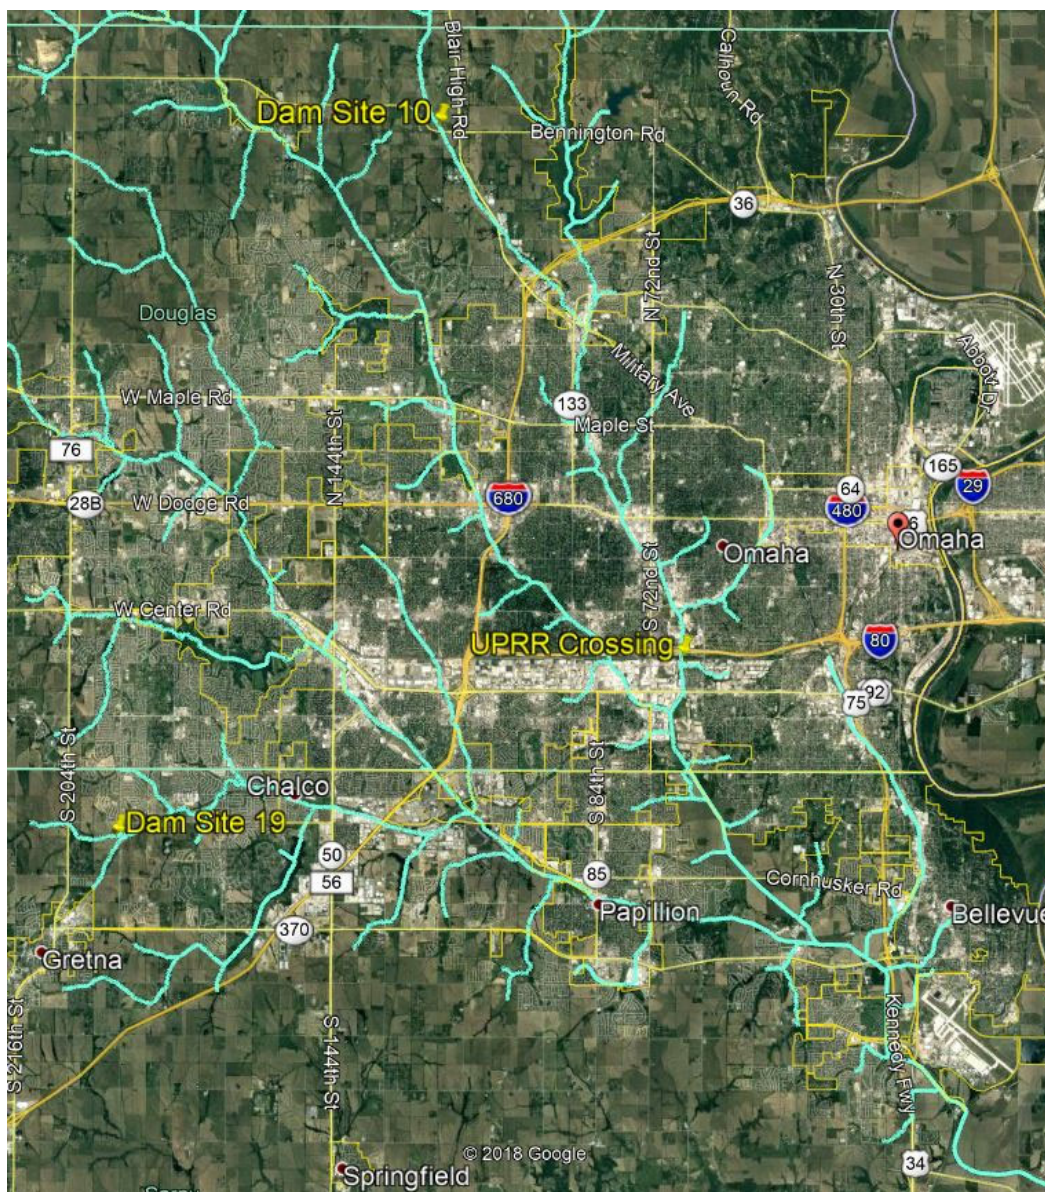 Blair High Rd
Calhoun Rd
Dam Site 10
Bennington Rd
36
N 72nd St
N 30th St
Douglas
Abbott Dr
Military Ave
W Maple Rd
133
Maple St
N 144th St
76
165
28B
W Dodge Rd
680
64
480
29
6
Omaha
Omaha
S 72nd St
W Center Rd
UPRR Crossing
80
92
75
S 204th St
S 84th St
Chalco
Dam Site 19
50
56
85
Cornhusker Rd
Papillion
Bellevue
370
Gretna
S 216th St
S 144th St
Kennedy Fwy
© 2018 Google
34
Springfield